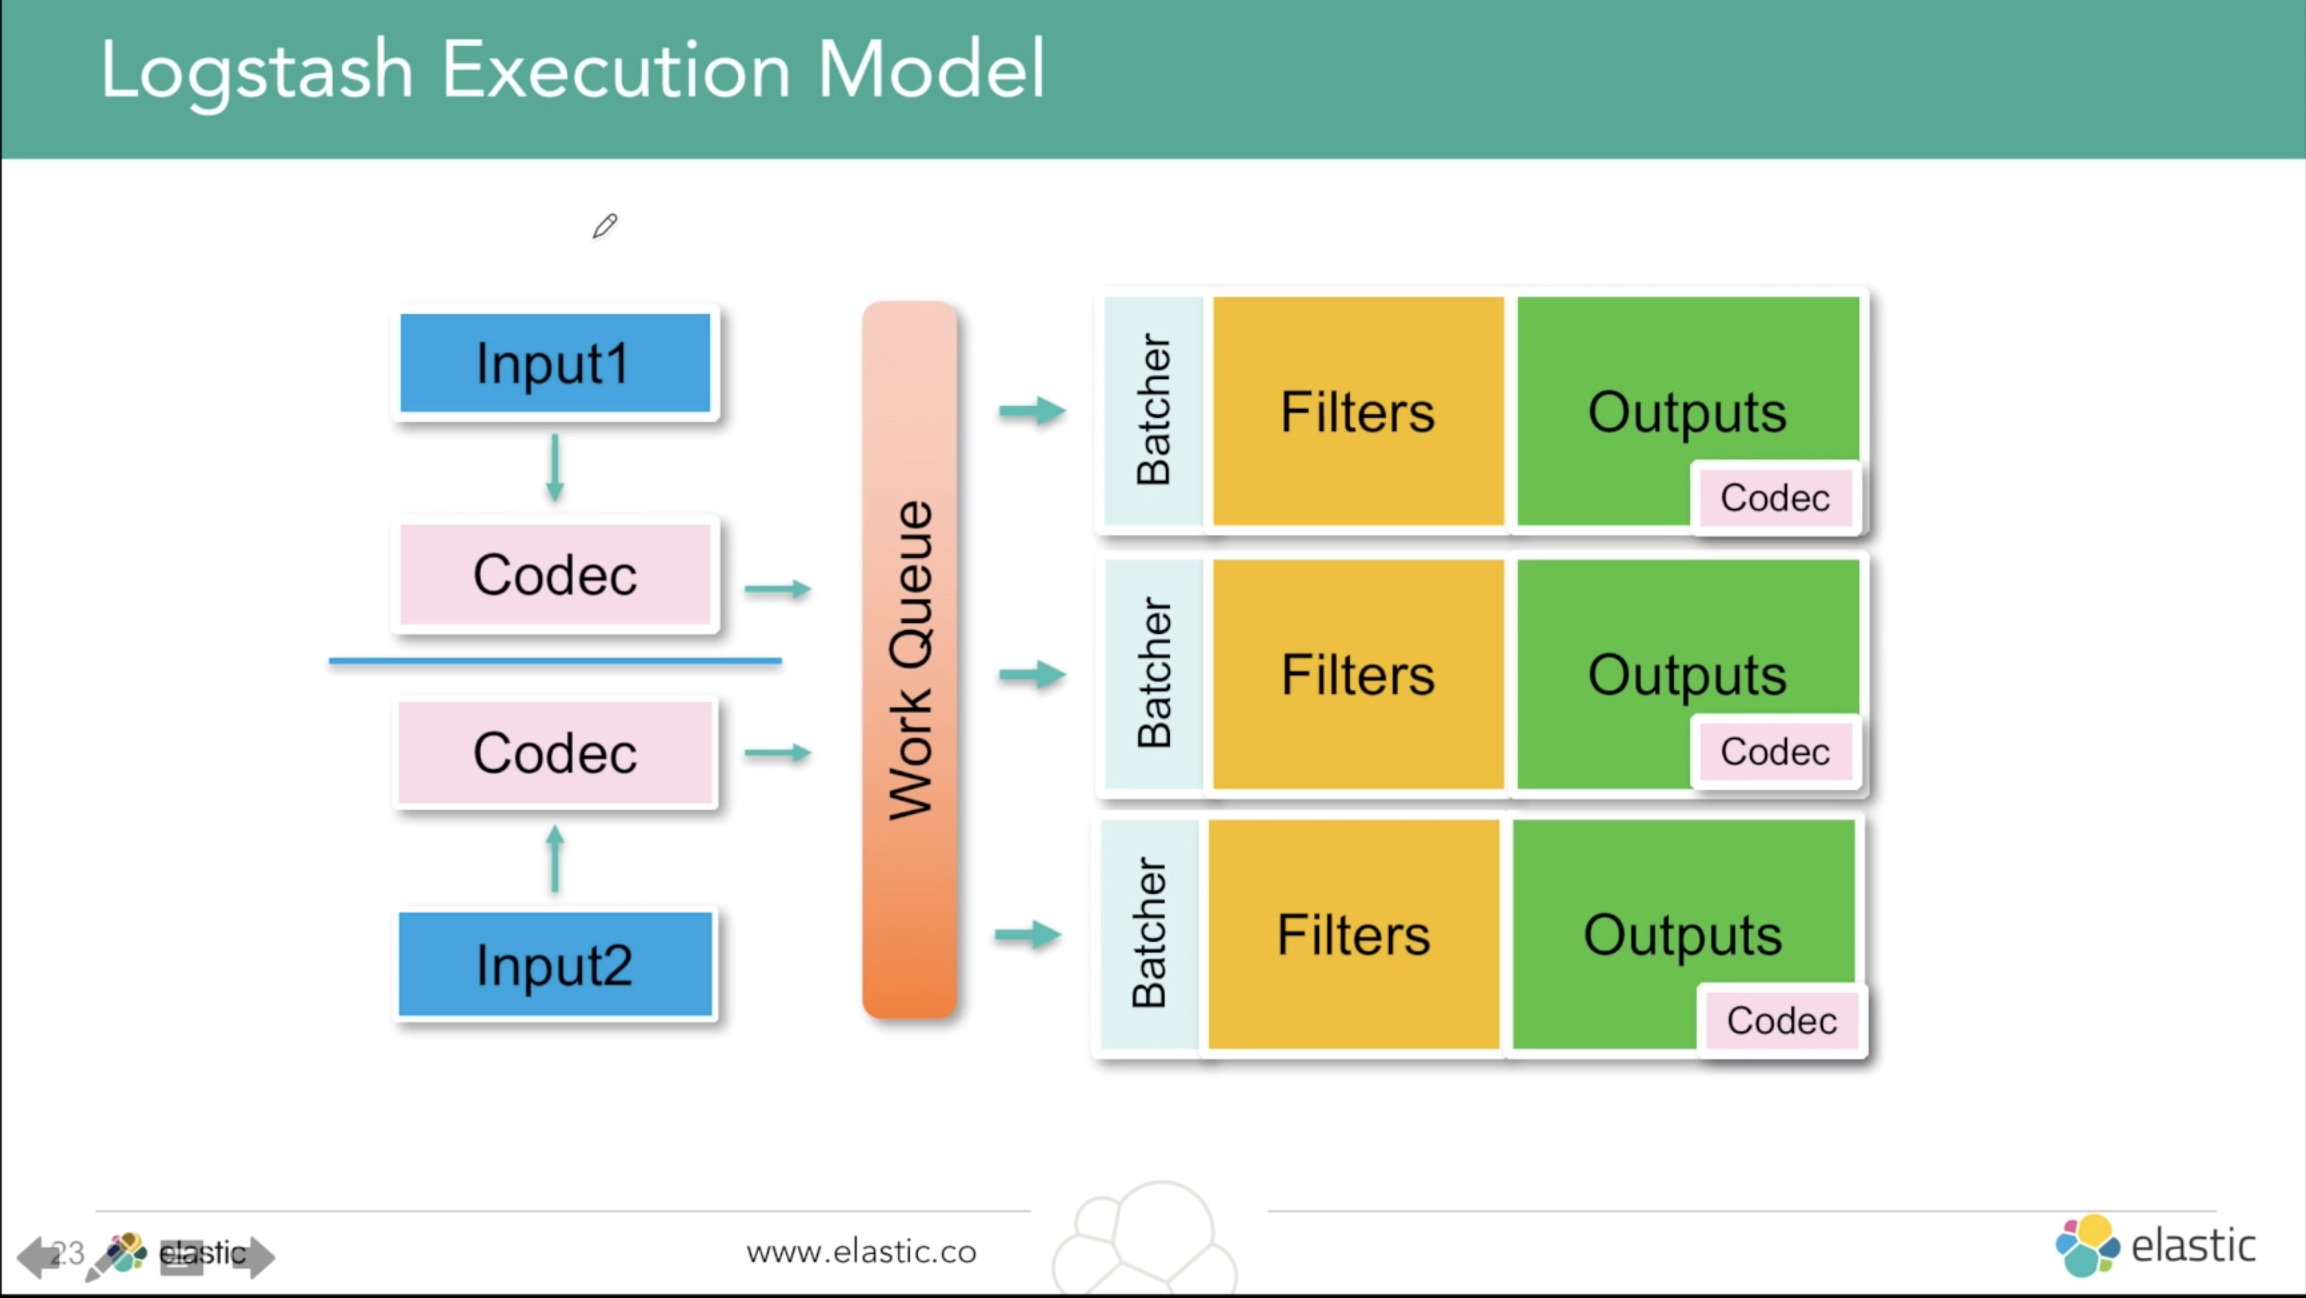 Logstash Execution Model
Input1
Codec
Codec
Input2
Work Queue
Batcher
Filters
Outputs
Codec
Batcher
Filters
Outputs
Codec
Batcher
Filters
Outputs
Codec
23
elastic
www.elastic.co
elastic